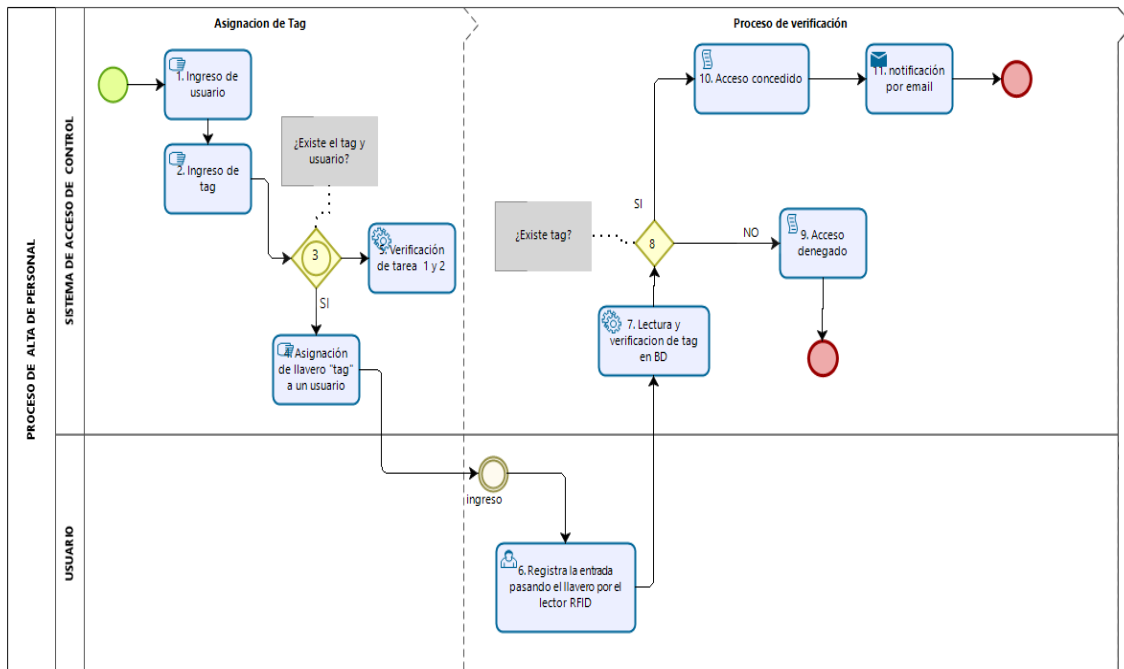 PROCESO DE ALTA DE PERSONAL
SISTEMA DE ACCESO DE CONTROL
USUARIO
Asignacion de Tag
Proceso de verificación
1. Ingreso de
usuario
2. Ingreso de
tag
¿Existe el tag y
usuario?
3
5. Verificación
de tarea 1 y 2
SI
4. Asignación
de llavero "tag"
a un usuario
ingreso
6. Registra la entrada
pasando el llavero por el
lector RFID
7. Lectura y
verificacion de tag
en BD
¿Existe tag?
8
SI
NO
9. Acceso
denegado
10. Acceso concedido
11. notificación
por email